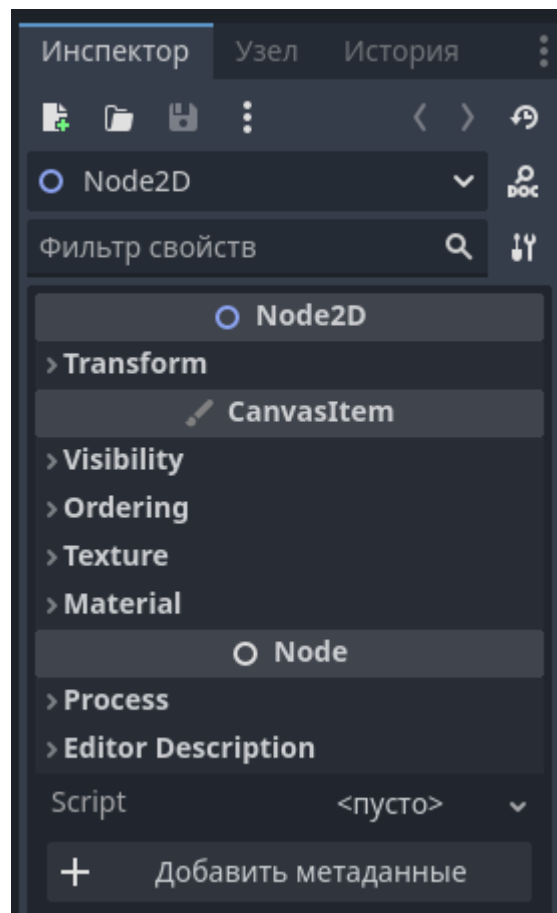 Инспектор Узел История
Node2D DOC
Фильтр свойств
Node2D
Transform
CanvasItem
Visibility
Ordering
Texture
Material
Node
Process
Editor Description
Script <пусто>
Добавить метаданные